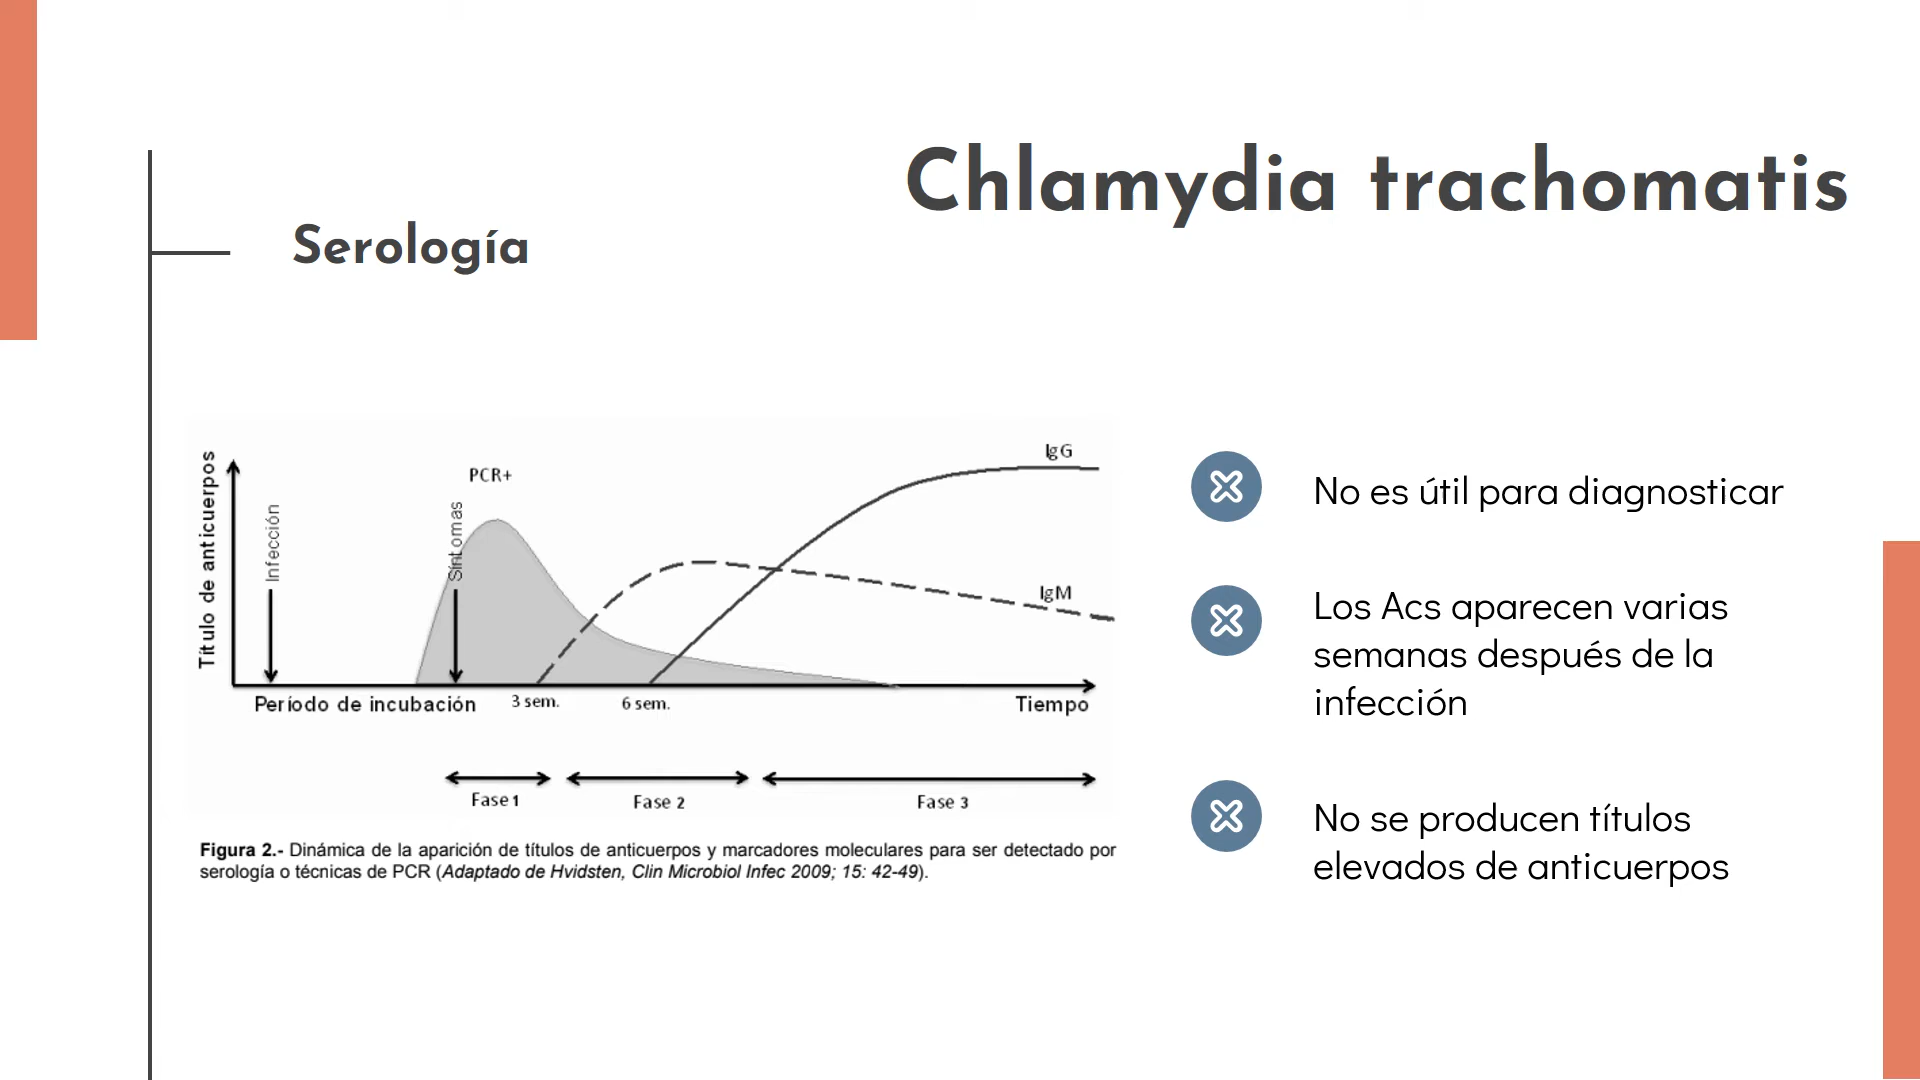 Chlamydia trachomatis
Serología
Título de anticuerpos
Infección
Síntomas
PCR+
IgG
IgM
Período de incubación
3 sem.
6 sem.
Tiempo
Fase 1
Fase 2
Fase 3
Figura 2.- Dinámica de la aparición de títulos de anticuerpos y marcadores moleculares para ser detectado por
serología o técnicas de PCR (Adaptado de Hvidsten, Clin Microbiol Infec 2009; 15: 42-49).
No es útil para diagnosticar
Los Acs aparecen varias
semanas después de la
infección
No se producen títulos
elevados de anticuerpos